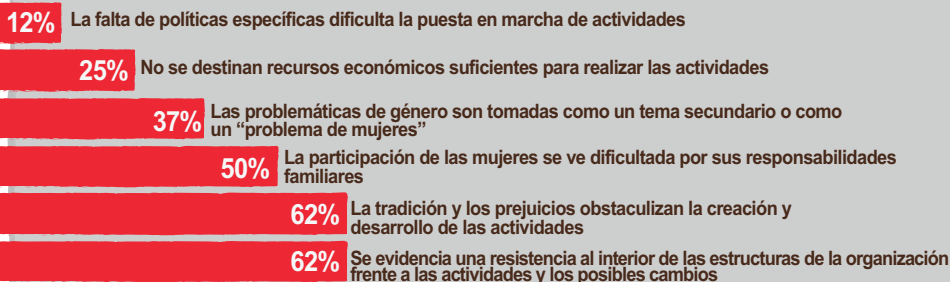 12% La falta de políticas específicas dificulta la puesta en marcha de actividades
25% No se destinan recursos económicos suficientes para realizar las actividades
37% Las problemáticas de género son tomadas como un tema secundario o como
un “problema de mujeres”
50% La participación de las mujeres se ve dificultada por sus responsabilidades
familiares
62% La tradición y los prejuicios obstaculizan la creación y
desarrollo de las actividades
62% Se evidencia una resistencia al interior de las estructuras de la organización
frente a las actividades y los posibles cambios